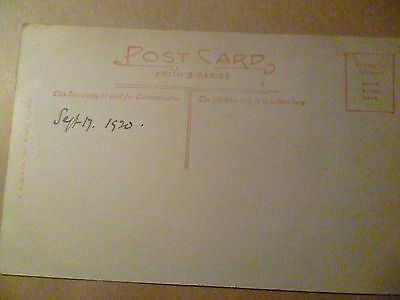 POST CARD
FRITH'S SERIES
This Space may be used for Communication
The Address only to be written here
Sept 17. 1920.